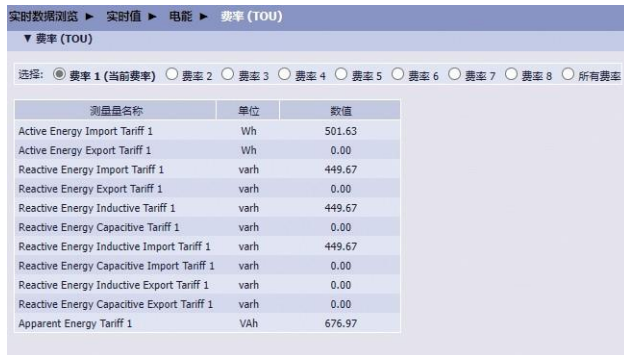 实时数据浏览 ► 实时值 ► 电能 ► 费率 (TOU)
▼ 费率 (TOU)
选择: 费率 1 (当前费率) 费率 2 费率 3 费率 4 费率 5 费率 6 费率 7 费率 8 所有费率
测量量名称 单位 数值
Active Energy Import Tariff 1 Wh 501.63
Active Energy Export Tariff 1 Wh 0.00
Reactive Energy Import Tariff 1 varh 449.67
Reactive Energy Export Tariff 1 varh 0.00
Reactive Energy Inductive Tariff 1 varh 449.67
Reactive Energy Capacitive Tariff 1 varh 0.00
Reactive Energy Inductive Import Tariff 1 varh 449.67
Reactive Energy Capacitive Import Tariff 1 varh 0.00
Reactive Energy Inductive Export Tariff 1 varh 0.00
Reactive Energy Capacitive Export Tariff 1 varh 0.00
Apparent Energy Tariff 1 VAh 676.97